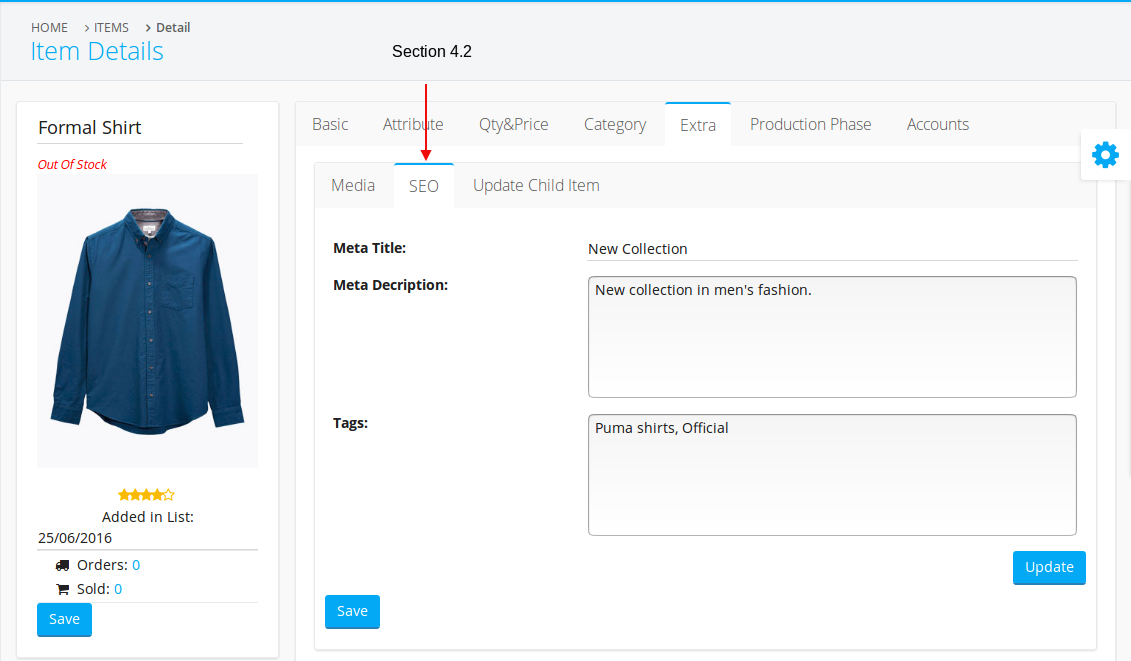 HOME > ITEMS > Detail
Item Details
Section 4.2
Formal Shirt
Out Of Stock
Added in List:
25/06/2016
Orders: 0
Sold: 0
Save
Basic Attribute Qty&Price Category Extra Production Phase Accounts
Media SEO Update Child Item
Meta Title: New Collection
Meta Decription: New collection in men's fashion.
Tags: Puma shirts, Official
Update
Save